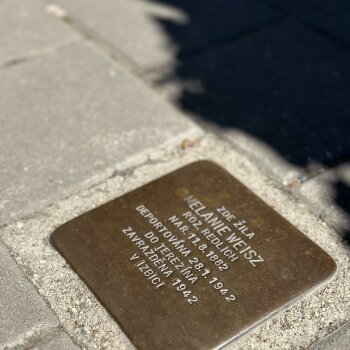 ZDE ŽILA
MELANIE WEISZ
ROZ. REDLICH
NAR. 11.8.1882
DEPORTOVÁNA 28.1.1942
DO TEREZÍNA
ZAVRAŽDĚNA 1942
V IZBICI